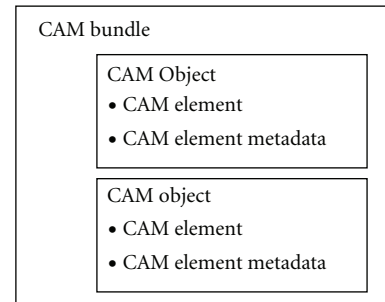 CAM bundle
CAM Object
• CAM element
• CAM element metadata
CAM object
• CAM element
• CAM element metadata